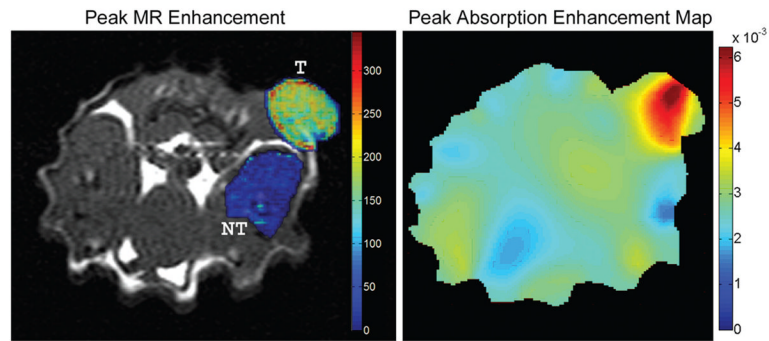 Peak MR Enhancement
Peak Absorption Enhancement Map
x 10⁻³
T
NT
300
250
200
150
100
50
0
6
5
4
3
2
1
0